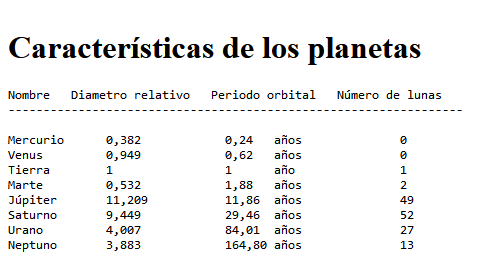 Características de los planetas
Nombre   Diametro relativo   Periodo orbital   Número de lunas
-----------------------------------------------------------------
Mercurio      0,382            0,24   años              0
Venus         0,949            0,62   años              0
Tierra        1                1      año               1
Marte         0,532            1,88   años              2
Júpiter       11,209           11,86  años              49
Saturno       9,449            29,46  años              52
Urano         4,007            84,01  años              27
Neptuno       3,883            164,80 años              13